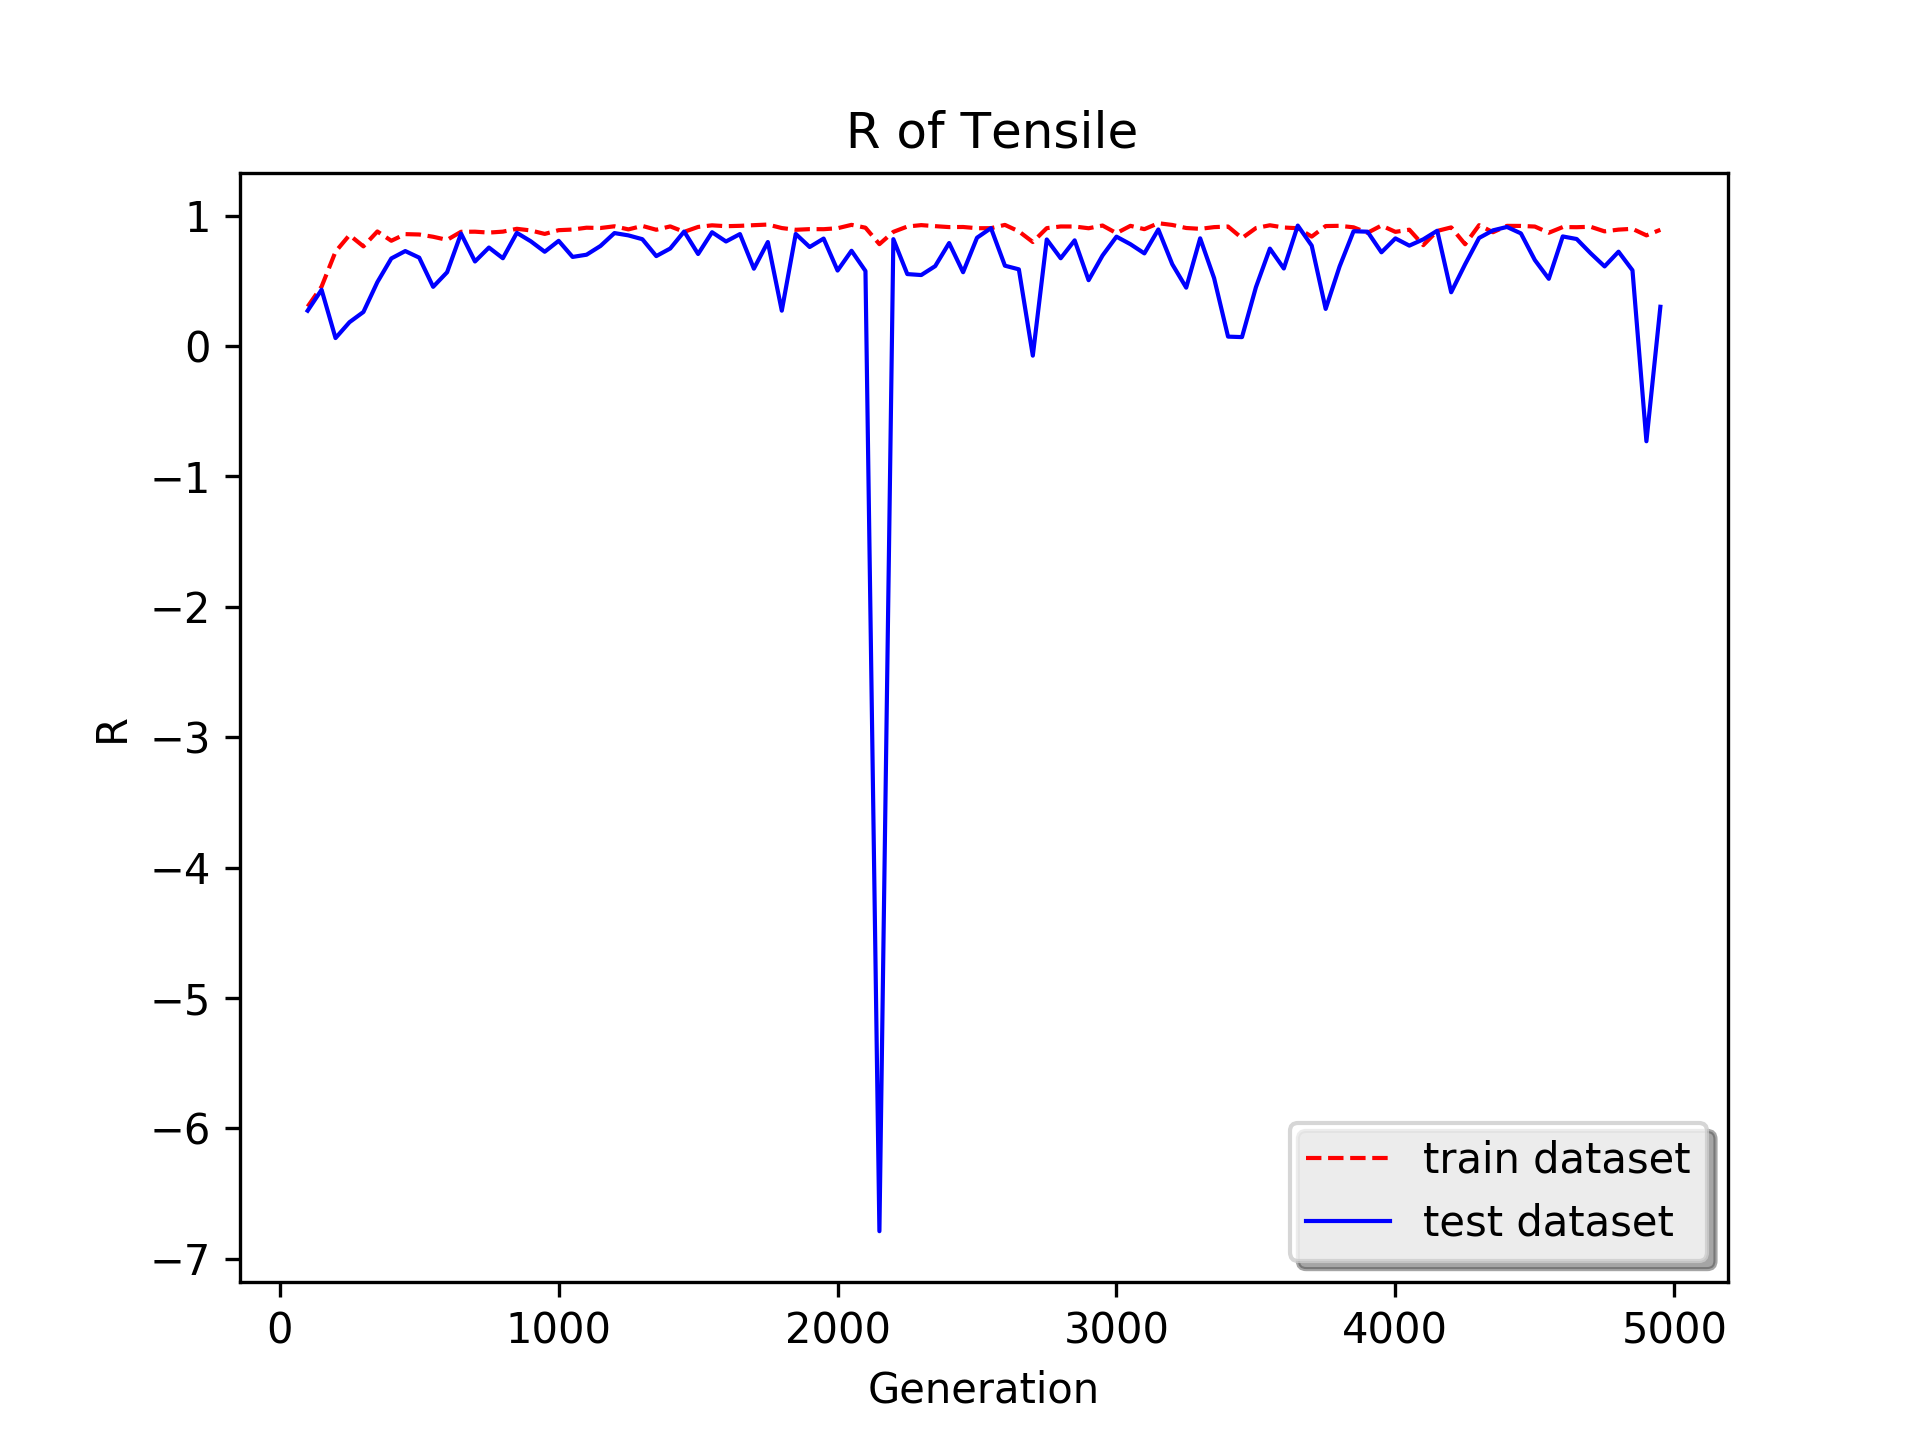 R of Tensile
1
0
−1
−2
−3
−4
−5
−6
−7
R
train dataset
test dataset
0 1000 2000 3000 4000 5000
Generation